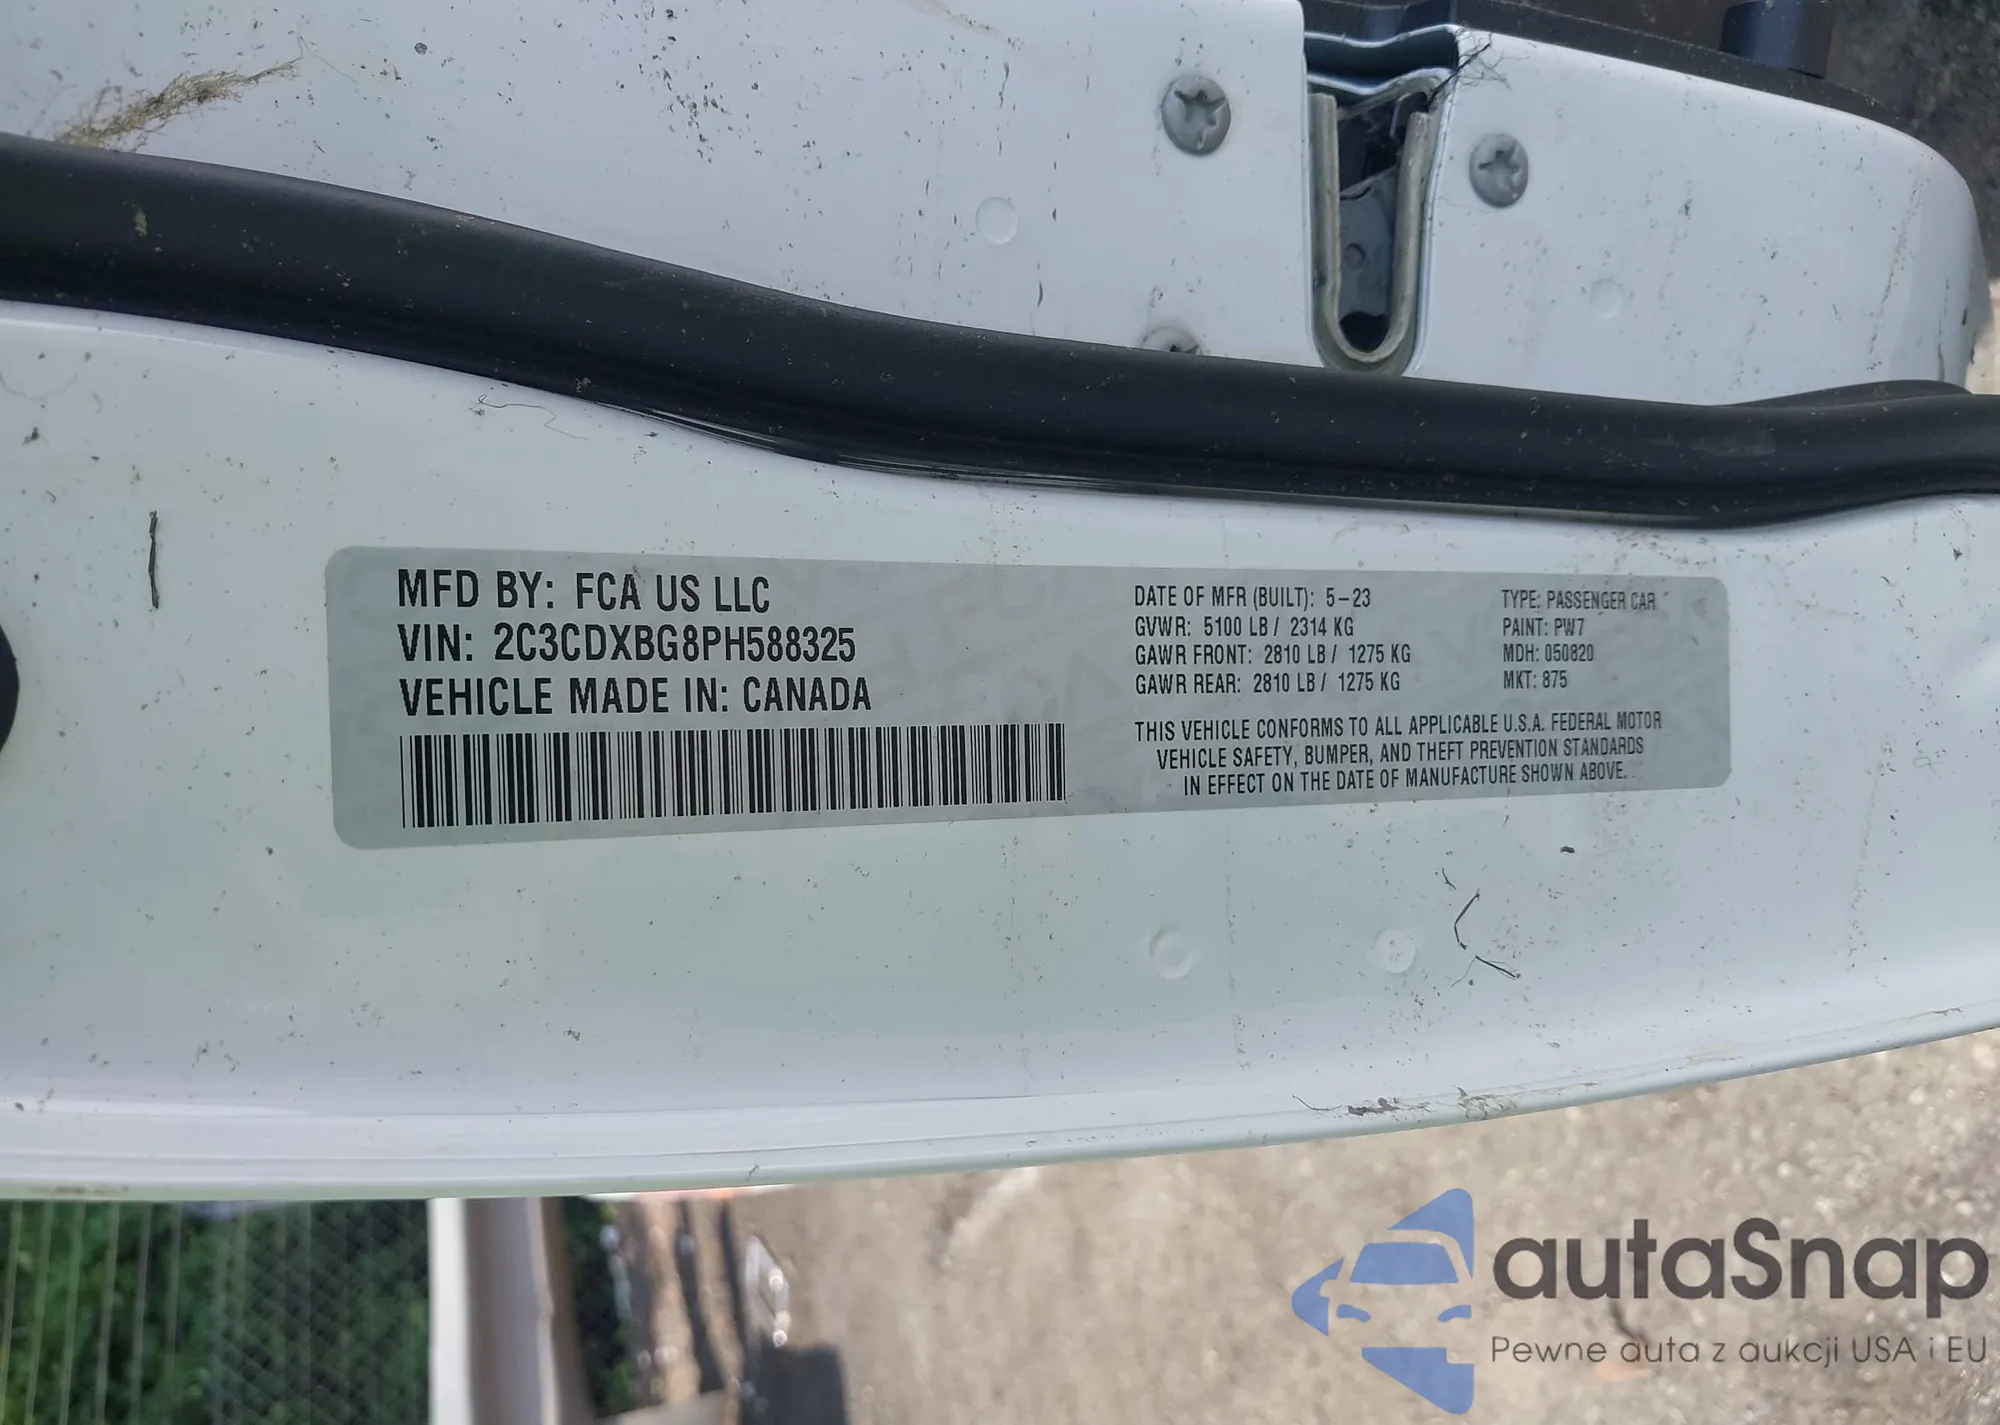 MFD BY: FCA US LLC
VIN: 2C3CDXBG8PH588325
VEHICLE MADE IN: CANADA
DATE OF MFR (BUILT): 5-23
GVWR: 5100 LB / 2314 KG
GAWR FRONT: 2810 LB / 1275 KG
GAWR REAR: 2810 LB / 1275 KG
TYPE: PASSENGER CAR
PAINT: PW7
MDH: 050820
MKT: 875
THIS VEHICLE CONFORMS TO ALL APPLICABLE U.S.A. FEDERAL MOTOR
VEHICLE SAFETY, BUMPER, AND THEFT PREVENTION STANDARDS
IN EFFECT ON THE DATE OF MANUFACTURE SHOWN ABOVE.
autaSnap
Pewne auta z aukcji USA i EU